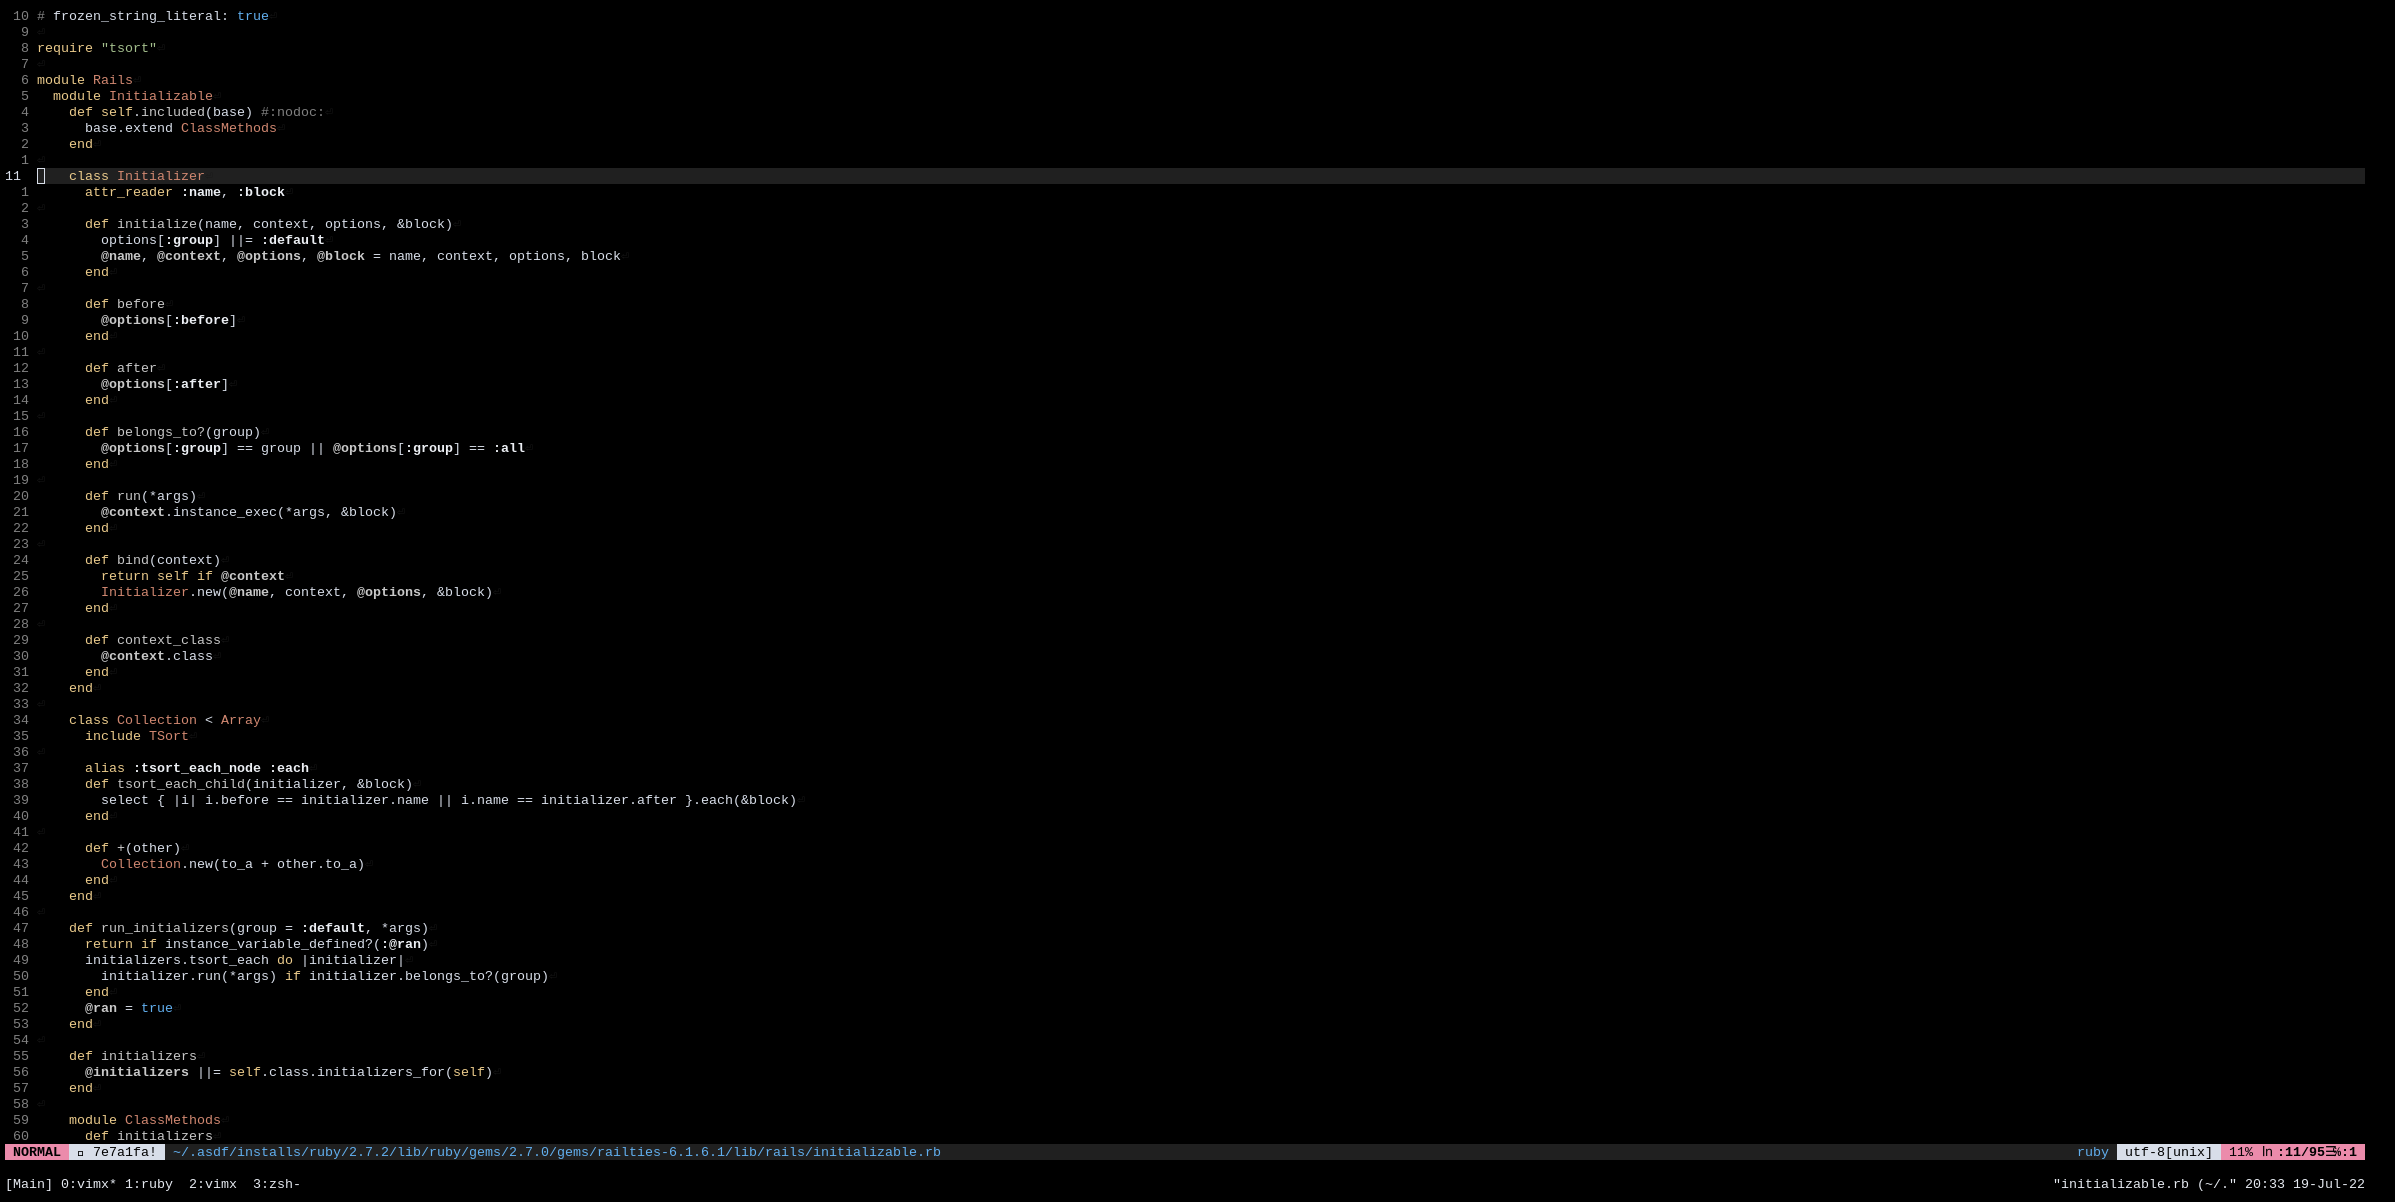 10 # frozen_string_literal: true
9
8 require "tsort"
7
6 module Rails
5   module Initializable
4     def self.included(base) #:nodoc:
3       base.extend ClassMethods
2     end
1
11     class Initializer
1       attr_reader :name, :block
2
3       def initialize(name, context, options, &block)
4         options[:group] ||= :default
5         @name, @context, @options, @block = name, context, options, block
6       end
7
8       def before
9         @options[:before]
10       end
11
12       def after
13         @options[:after]
14       end
15
16       def belongs_to?(group)
17         @options[:group] == group || @options[:group] == :all
18       end
19
20       def run(*args)
21         @context.instance_exec(*args, &block)
22       end
23
24       def bind(context)
25         return self if @context
26         Initializer.new(@name, context, @options, &block)
27       end
28
29       def context_class
30         @context.class
31       end
32     end
33
34     class Collection < Array
35       include TSort
36
37       alias :tsort_each_node :each
38       def tsort_each_child(initializer, &block)
39         select { |i| i.before == initializer.name || i.name == initializer.after }.each(&block)
40       end
41
42       def +(other)
43         Collection.new(to_a + other.to_a)
44       end
45     end
46
47     def run_initializers(group = :default, *args)
48       return if instance_variable_defined?(:@ran)
49       initializers.tsort_each do |initializer|
50         initializer.run(*args) if initializer.belongs_to?(group)
51       end
52       @ran = true
53     end
54
55     def initializers
56       @initializers ||= self.class.initializers_for(self)
57     end
58
59     module ClassMethods
60       def initializers
NORMAL 7e7a1fa! ~/.asdf/installs/ruby/2.7.2/lib/ruby/gems/2.7.0/gems/railties-6.1.6.1/lib/rails/initializable.rb ruby utf-8[unix] 11% ln :11/95☰℅:1
[Main] 0:vimx* 1:ruby  2:vimx  3:zsh- "initializable.rb (~/." 20:33 19-Jul-22